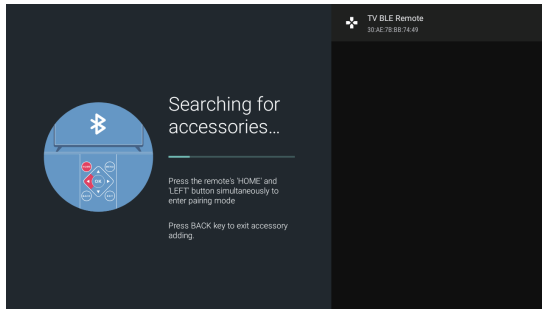 Searching for
accessories...
Press the remote's 'HOME' and
'LEFT' button simultaneously to
enter pairing mode
Press BACK key to exit accessory
adding.
OK
TV BLE Remote
30:AE:7B:BB:74:49